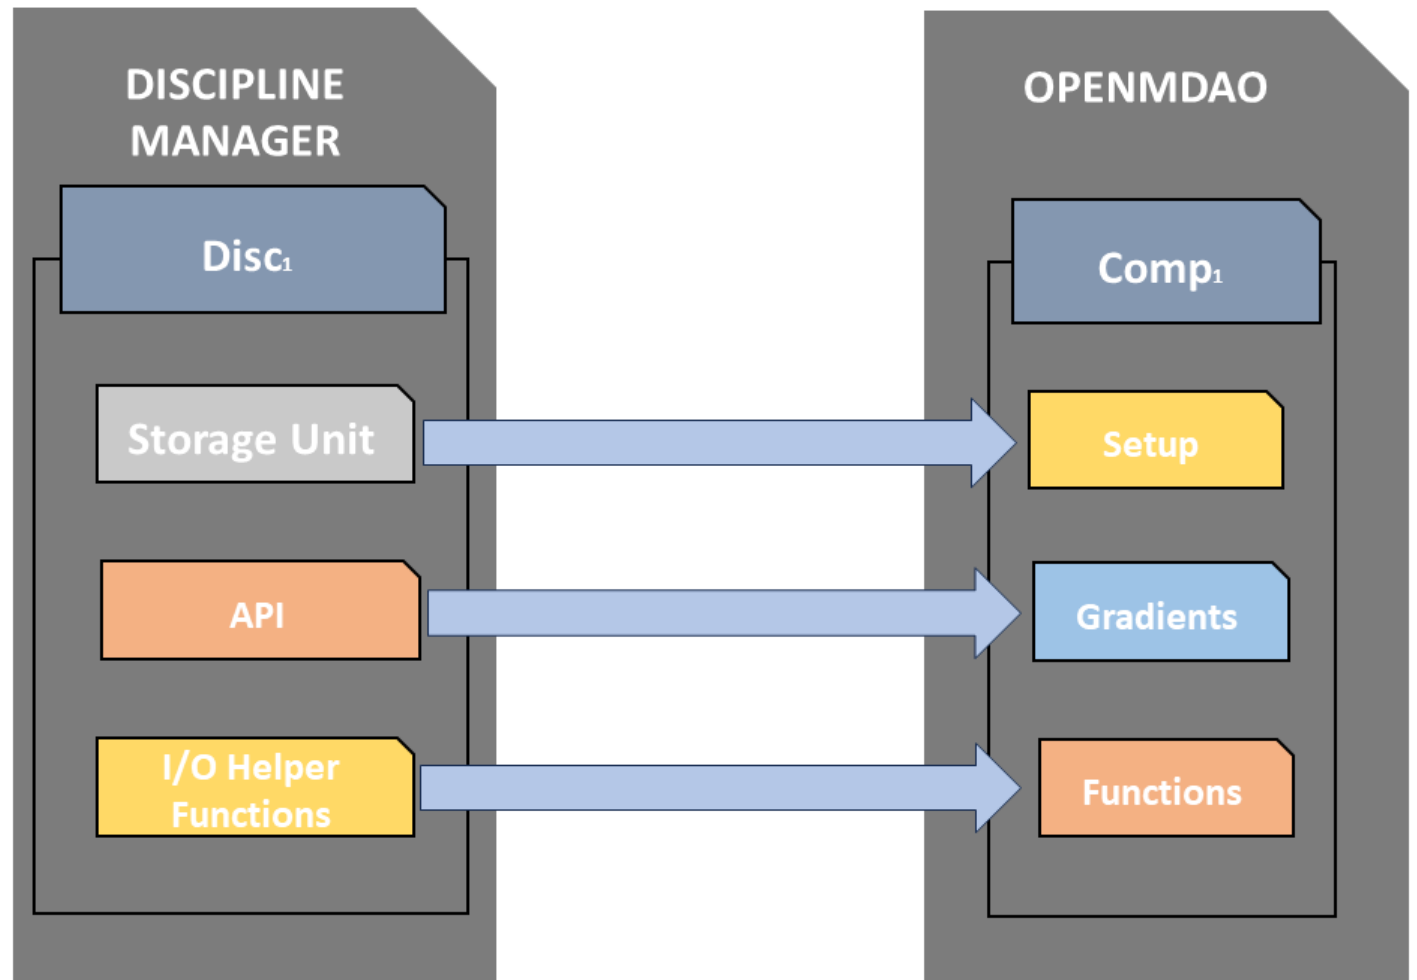 DISCIPLINE
MANAGER
Disc₁
Storage Unit
API
I/O Helper
Functions
OPENMDAO
Comp₁
Setup
Gradients
Functions